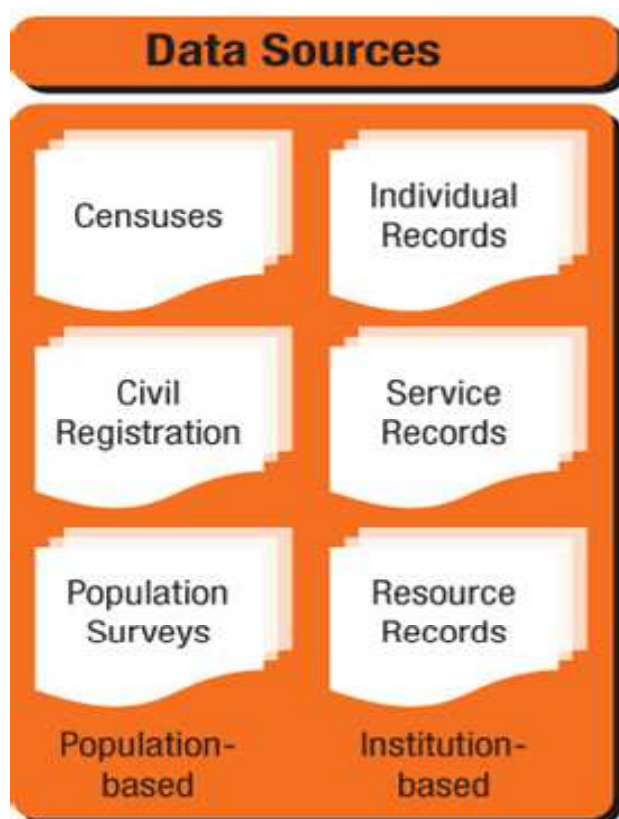 Data Sources
Censuses
Individual
Records
Civil
Registration
Service
Records
Population
Surveys
Resource
Records
Population-
based
Institution-
based